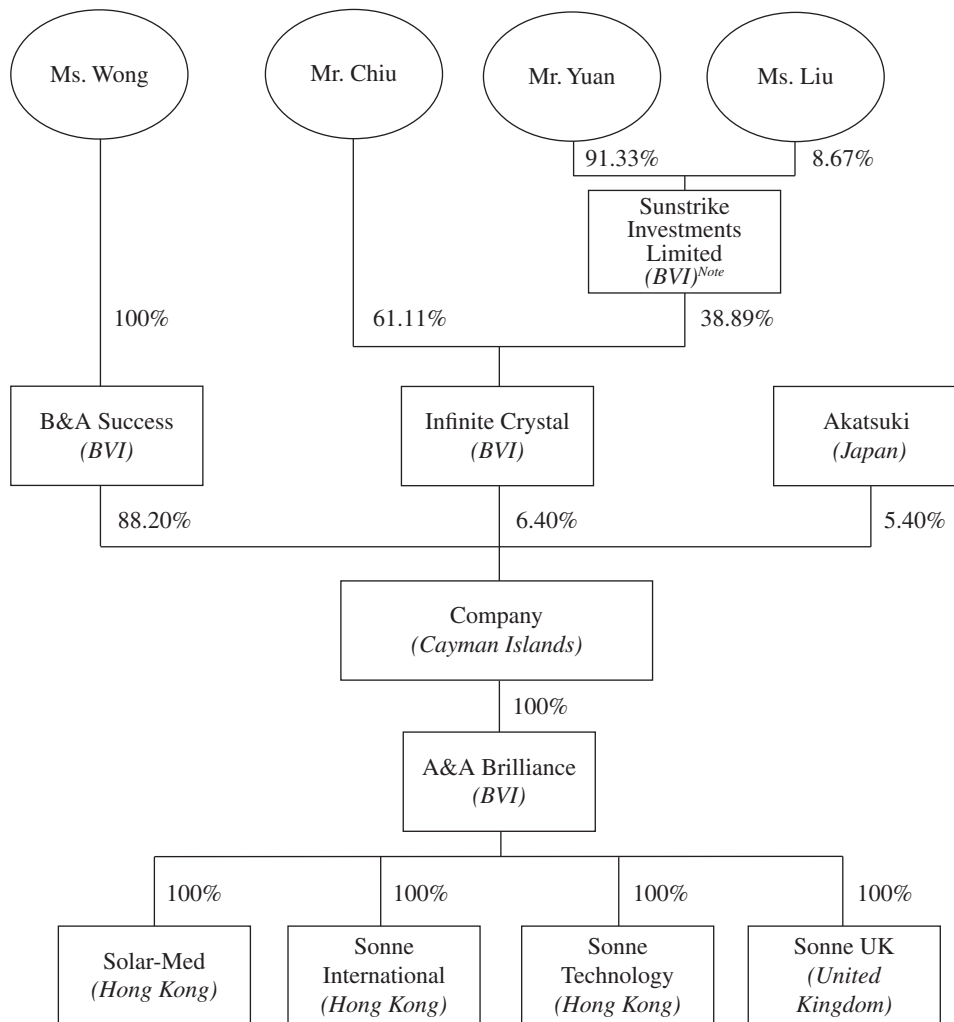 Ms. Wong
Mr. Chiu
Mr. Yuan
Ms. Liu
91.33%
8.67%
Sunstrike
Investments
Limited
(BVI)Note
100%
61.11%
38.89%
B&A Success
(BVI)
Infinite Crystal
(BVI)
Akatsuki
(Japan)
88.20%
6.40%
5.40%
Company
(Cayman Islands)
100%
A&A Brilliance
(BVI)
100%
100%
100%
100%
Solar-Med
(Hong Kong)
Sonne
International
(Hong Kong)
Sonne
Technology
(Hong Kong)
Sonne UK
(United
Kingdom)